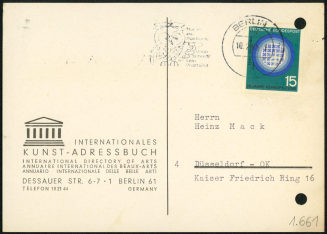 BERLIN
DEUTSCHE BUNDESPOST
15
INTERNATIONALES
KUNST-ADRESSBUCH
INTERNATIONAL DIRECTORY OF ARTS
ANNUAIRE INTERNATIONAL DES BEAUX-ARTS
ANNUARIO INTERNAZIONALE DELLE BELLE ARTI
DESSAUER STR. 6-7 · 1 BERLIN 61
GERMANY
Herrn
Heinz Mack
4 Düsseldorf - OK
Kaiser Friedrich Ring 16
1.661